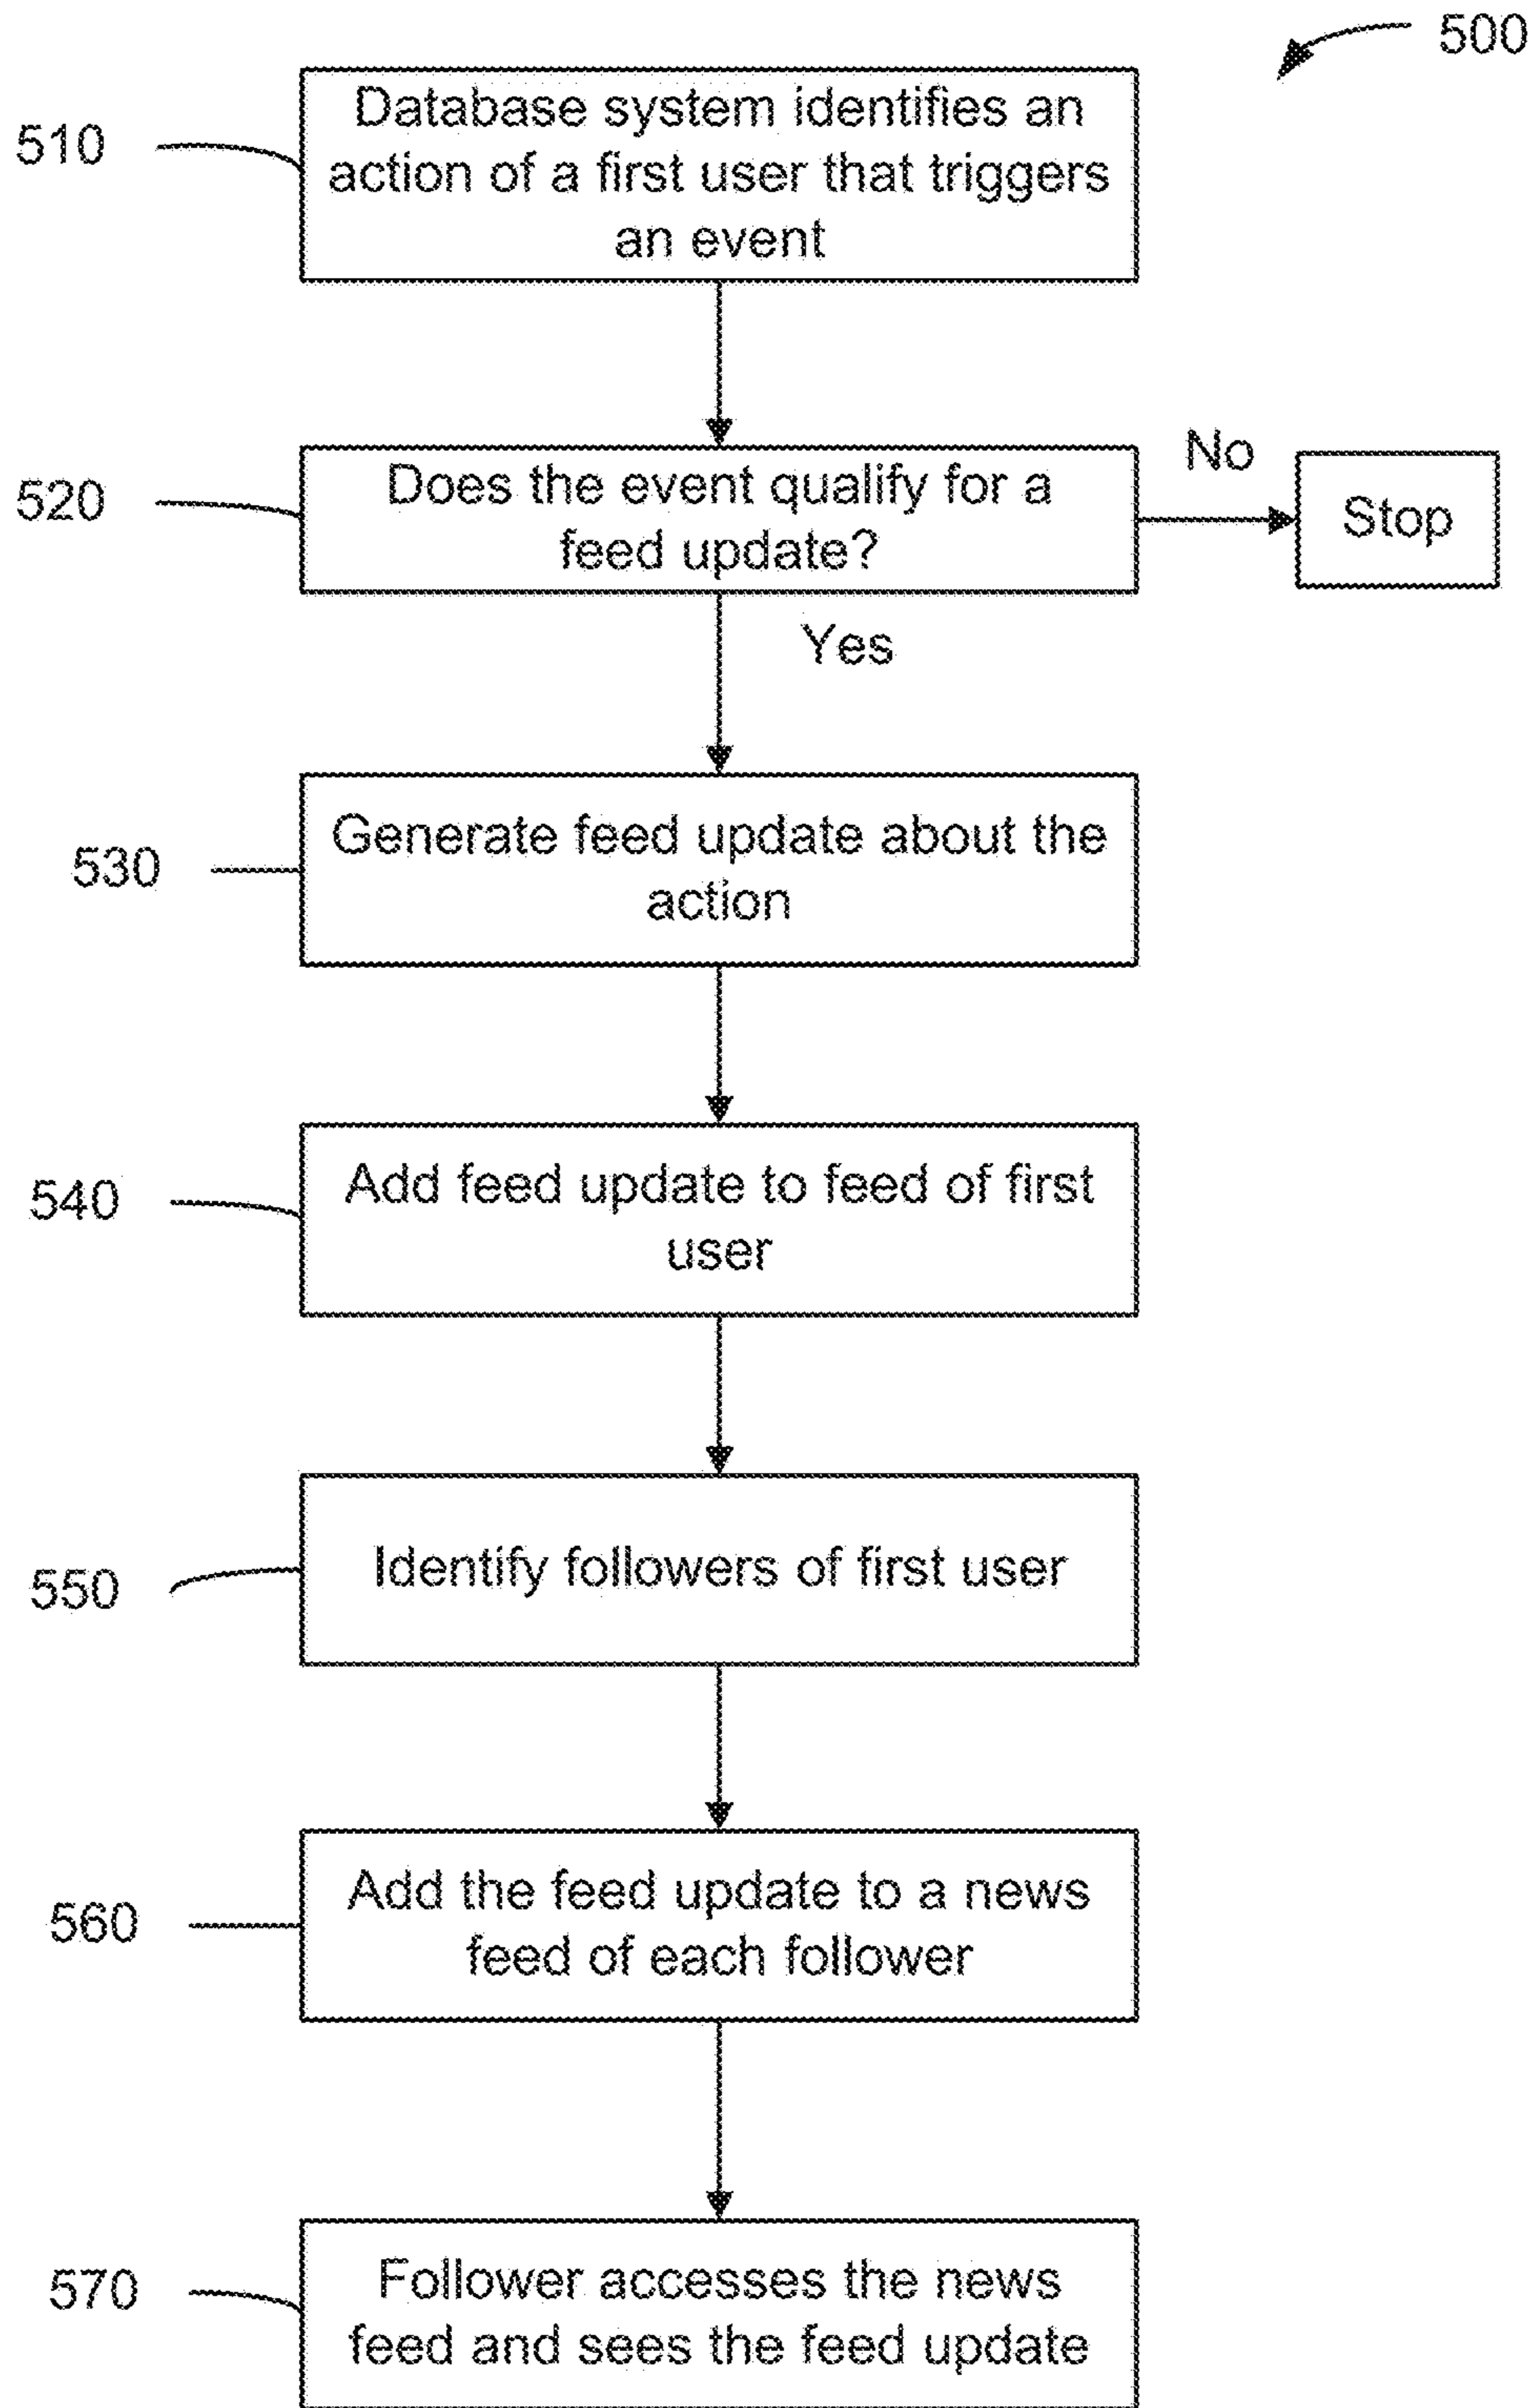 500
510
Database system identifies an
action of a first user that triggers
an event
520
Does the event qualify for a
feed update?
No
Stop
Yes
530
Generate feed update about the
action
540
Add feed update to feed of first
user
550
Identify followers of first user
560
Add the feed update to a news
feed of each follower
570
Follower accesses the news
feed and sees the feed update